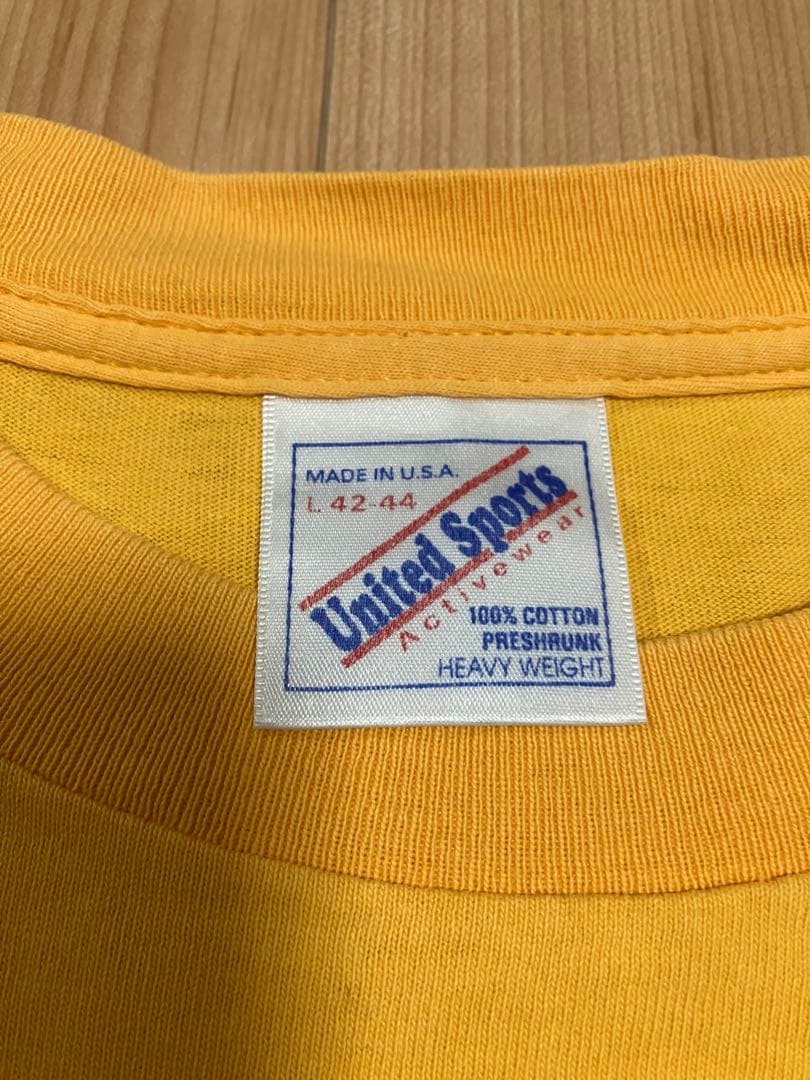 MADE IN U.S.A.
L. 42-44
United Sports
Activewear
100% COTTON
PRESHRUNK
HEAVY WEIGHT